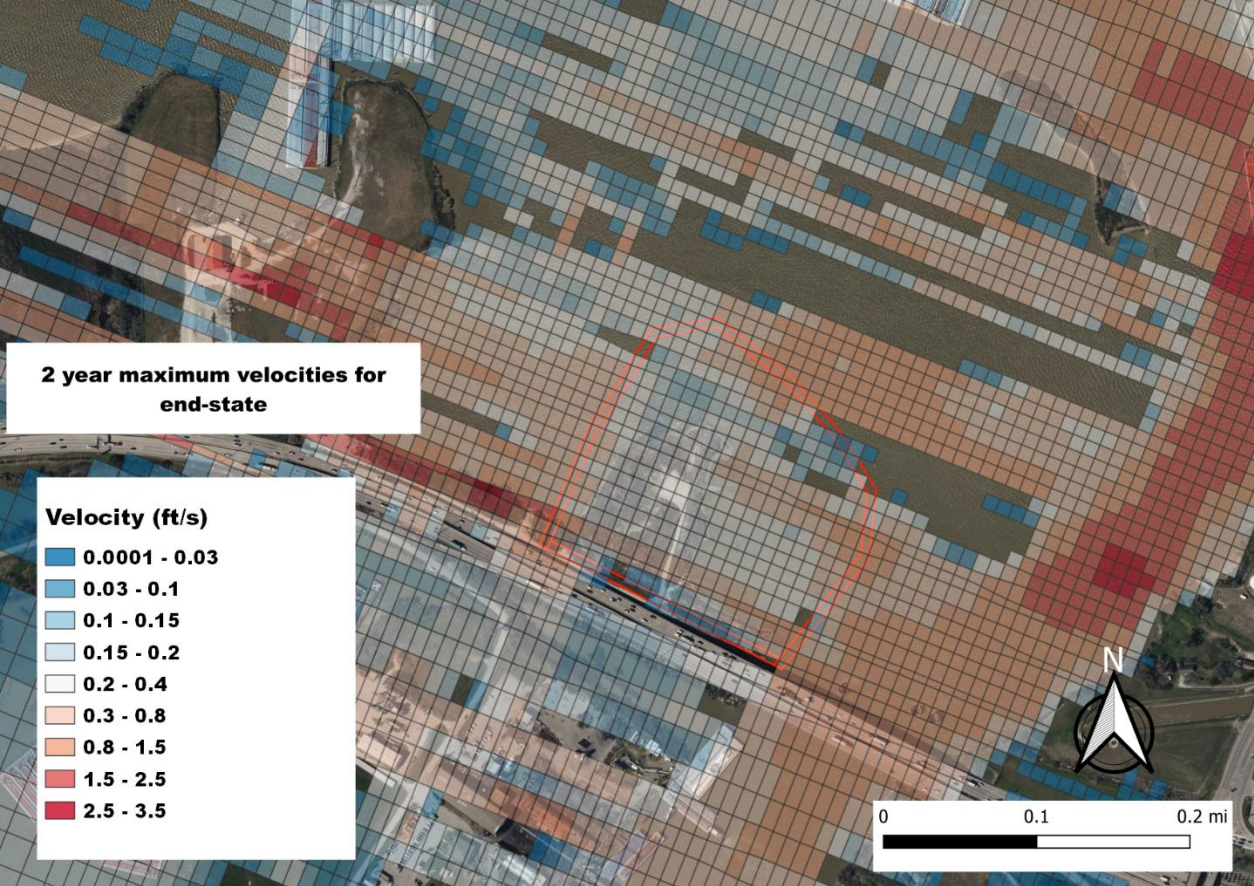 2 year maximum velocities for
end-state
Velocity (ft/s)
0.0001 - 0.03
0.03 - 0.1
0.1 - 0.15
0.15 - 0.2
0.2 - 0.4
0.3 - 0.8
0.8 - 1.5
1.5 - 2.5
2.5 - 3.5
N
0 0.1 0.2 mi